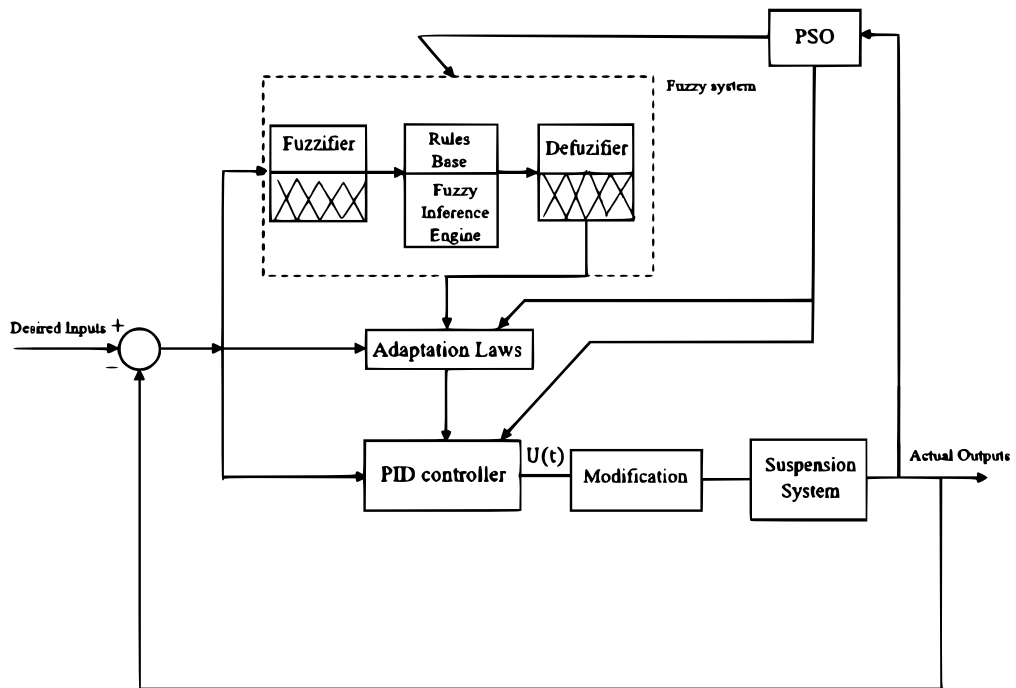 PSO
Fuzzy system
Fuzzifier
Rules
Base
Fuzzy
Inference
Engine
Defuzifier
Desired Inputs +
−
Adaptation Laws
PID controller
U(t)
Modification
Suspension
System
Actual Outputs